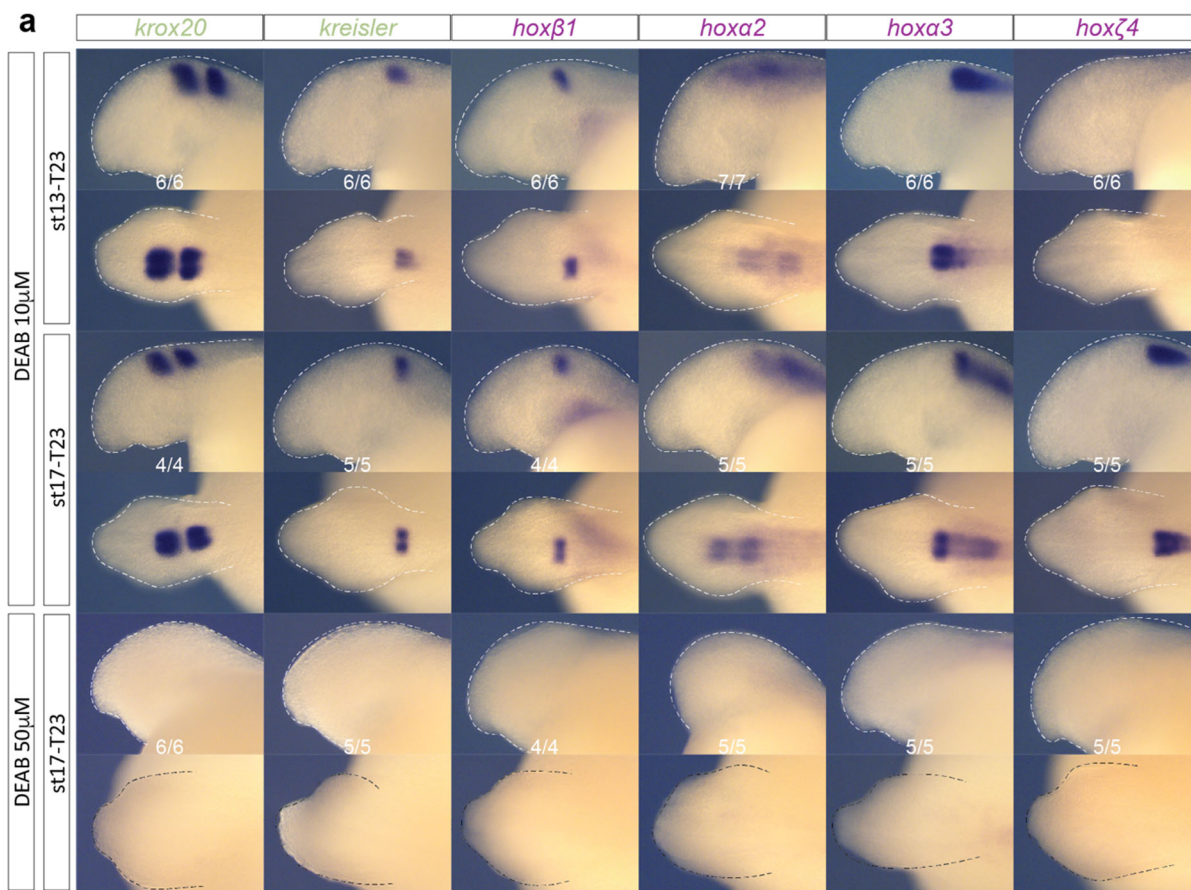 a
krox20 kreisler hoxβ1 hoxα2 hoxα3 hoxζ4
DEAB 10μM
st13-T23
6/6 6/6 6/6 7/7 6/6 6/6
st17-T23
4/4 5/5 4/4 5/5 5/5 5/5
DEAB 50μM
st17-T23
6/6 5/5 4/4 5/5 5/5 5/5